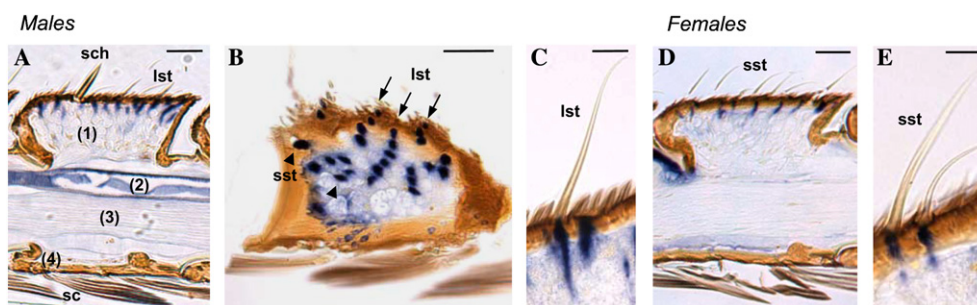 Males
Females
A
sch
lst
(1)
(2)
(3)
(4)
sc
B
lst
sst
C
lst
D
sst
E
sst